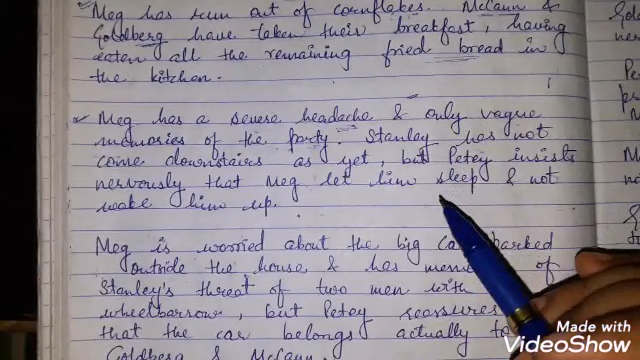 Meg has run out of cornflakes. McCann &
Goldberg have taken their breakfast, having
eaten all the remaining fried bread in
the kitchen.
Meg has a severe headache & only vague
memories of the party. Stanley has not
come downstairs as yet, but Petey insists
nervously that Meg let him sleep & not
wake him up.
Meg is worried about the big parked
outside the house & has of
Stanley's threat of two men with
wheelbarrow, but Petey reassures
that the car belongs actually to
Goldberg & McCann.
Made with
VideoShow